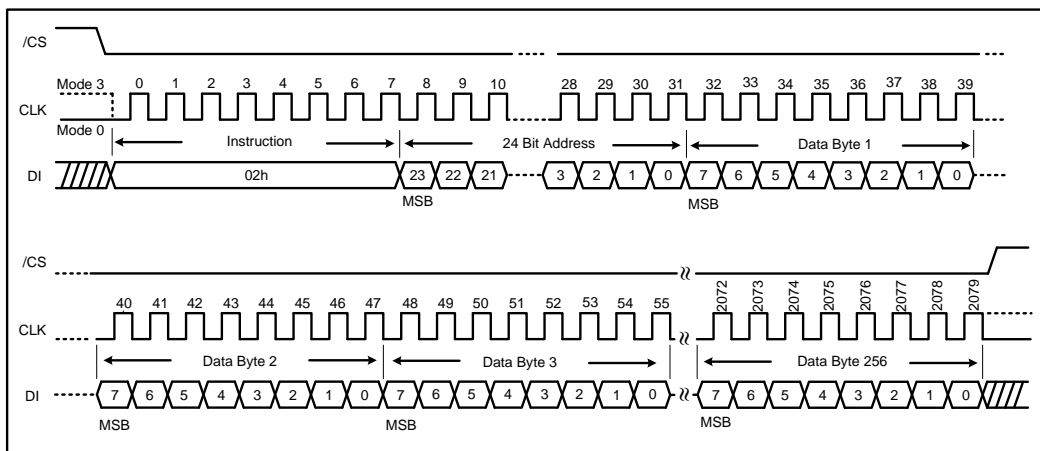 /CS
Mode 3 0 1 2 3 4 5 6 7 8 9 10 28 29 30 31 32 33 34 35 36 37 38 39
CLK
Mode 0
Instruction 24 Bit Address Data Byte 1
DI 02h 23 22 21 3 2 1 0 7 6 5 4 3 2 1 0
MSB MSB
/CS
40 41 42 43 44 45 46 47 48 49 50 51 52 53 54 55 2072 2073 2074 2075 2076 2077 2078 2079
CLK
Data Byte 2 Data Byte 3 Data Byte 256
DI 7 6 5 4 3 2 1 0 7 6 5 4 3 2 1 0 7 6 5 4 3 2 1 0
MSB MSB MSB